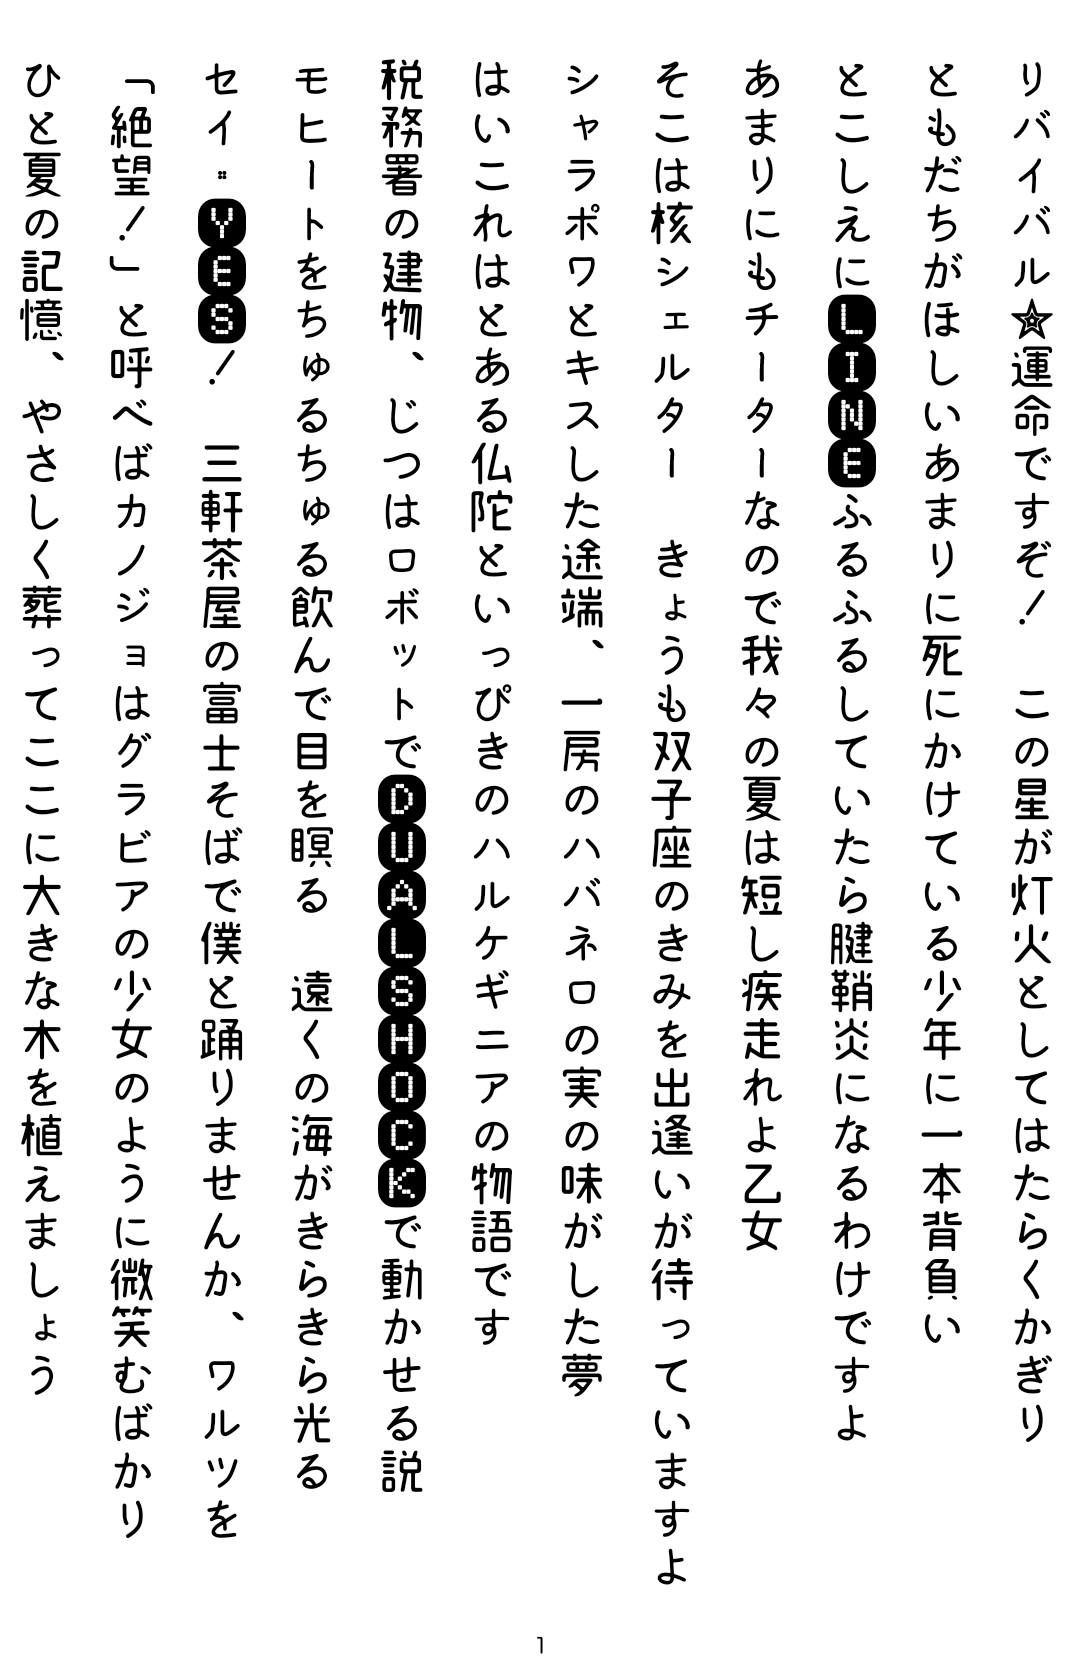 リバイバル☆運命ですぞ！　この星が灯火としてはたらくかぎり
ともだちがほしいあまりに死にかけている少年に一本背負い
とこしえにLINEふるふるしていたら腱鞘炎になるわけですよ
あまりにもチーターなので我々の夏は短し疾走れよ乙女
そこは核シェルター　きょうも双子座のきみを出逢いが待っていますよ
シャラポワとキスした途端、一房のハバネロの実の味がした夢
はいこれはとある仏陀といっぴきのハルケギニアの物語です
税務署の建物、じつはロボットでDUALSHOCKで動かせる説
モヒートをちゅるちゅる飲んで目を瞑る　遠くの海がきらきら光る
セイ‥YES！　三軒茶屋の富士そばで僕と踊りませんか、ワルツを
「絶望！」と呼べばカノジョはグラビアの少女のように微笑むばかり
ひと夏の記憶、やさしく葬ってここに大きな木を植えましょう
1